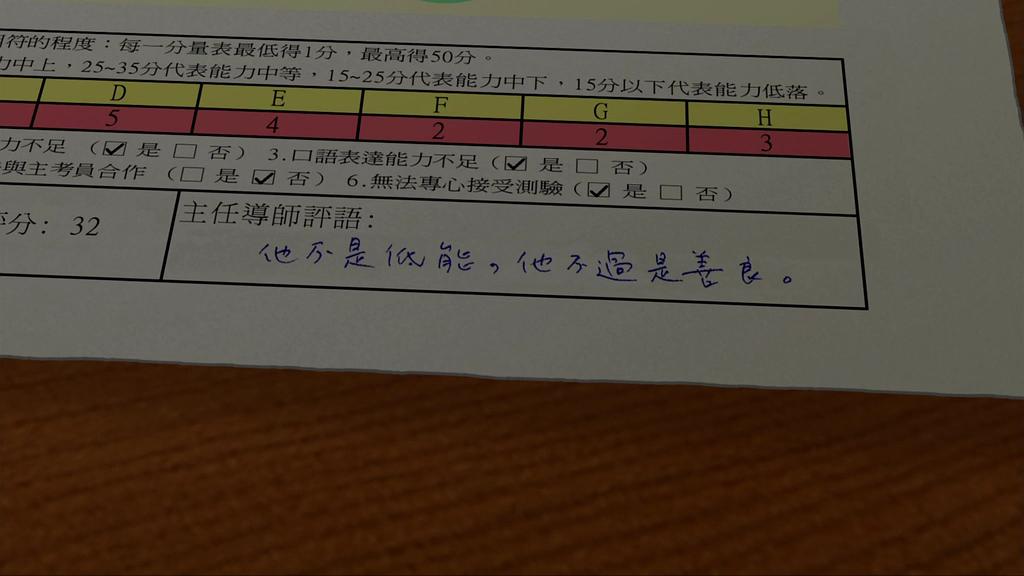 符的程度：每一分量表最低得1分，最高得50分。
力中上，25~35分代表能力中等，15~25分代表能力中下，15分以下代表能力低落。
D E F G H
5 4 2 2 3
力不足（☑ 是 □ 否） 3.口語表達能力不足（☑ 是 □ 否）
與主考員合作（□ 是 ☑ 否） 6.無法專心接受測驗（☑ 是 □ 否）
評分: 32
主任導師評語:
他不是低能，他不過是善良。